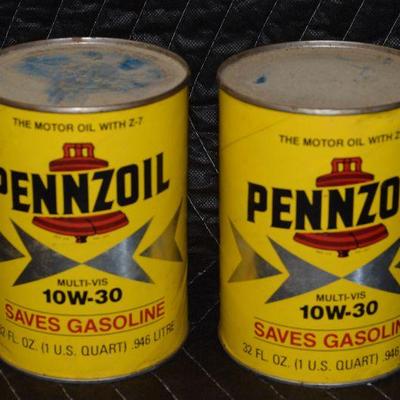 THE MOTOR OIL WITH Z-7
PENNZOIL
MULTI-VIS
10W-30
SAVES GASOLINE
32 FL. OZ. (1 U.S. QUART) .946 LITRE
THE MOTOR OIL WITH Z
PENNZO
MULTI-VIS
10W-30
SAVES GASOLIN
32 FL. OZ. (1 U.S. QUART) .946 L